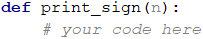 def print_sign(n):
    # your code here